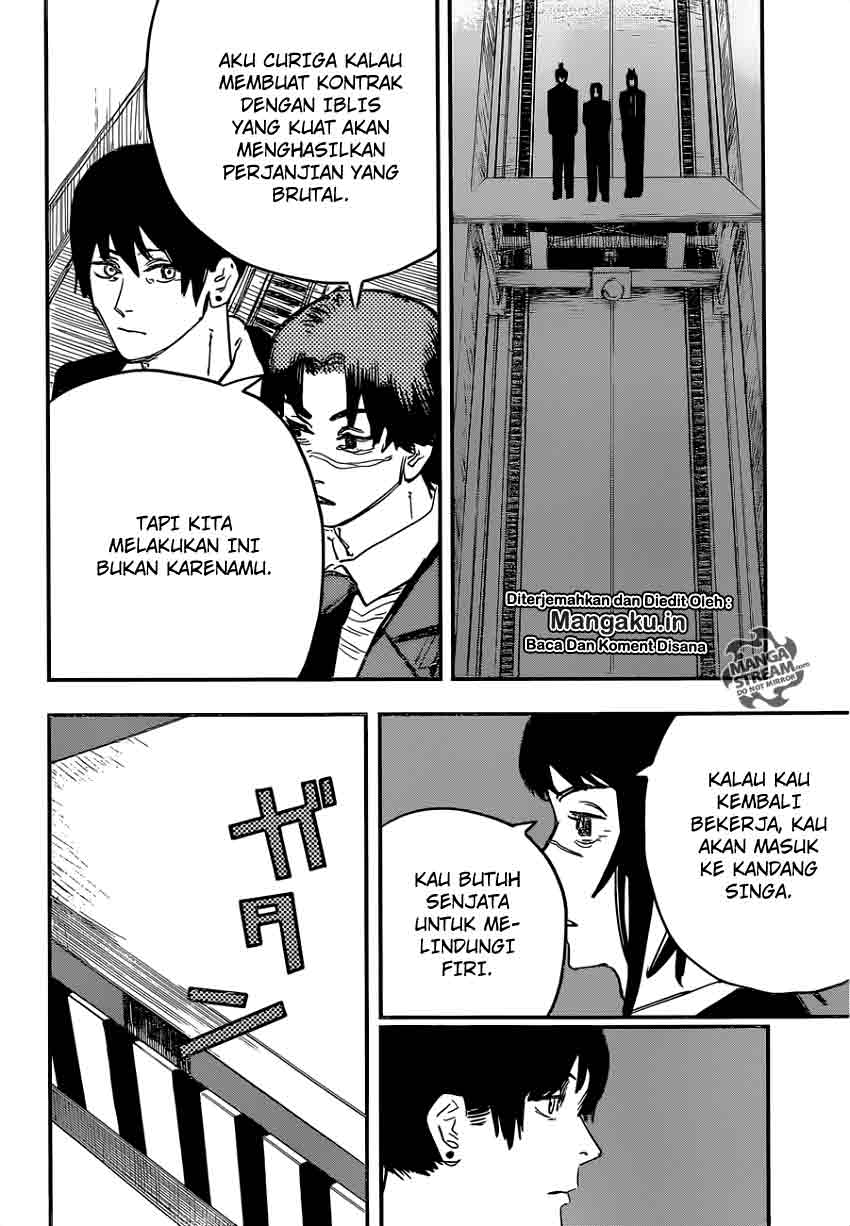 AKU CURIGA KALAU
MEMBUAT KONTRAK
DENGAN IBLIS
YANG KUAT AKAN
MENGHASILKAN
PERJANJIAN YANG
BRUTAL.
TAPI KITA
MELAKUKAN INI
BUKAN KARENAMU.
Diterjemahkan dan Diedit Oleh :
Mangaku.in
Baca Dan Koment Disana
MANGA
STREAM.com
DO NOT MIRROR
KALAU KAU
KEMBALI
BEKERJA, KAU
AKAN MASUK
KE KANDANG
SINGA.
KAU BUTUH
SENJATA
UNTUK ME-
LINDUNGI
FIRI.
ガタン